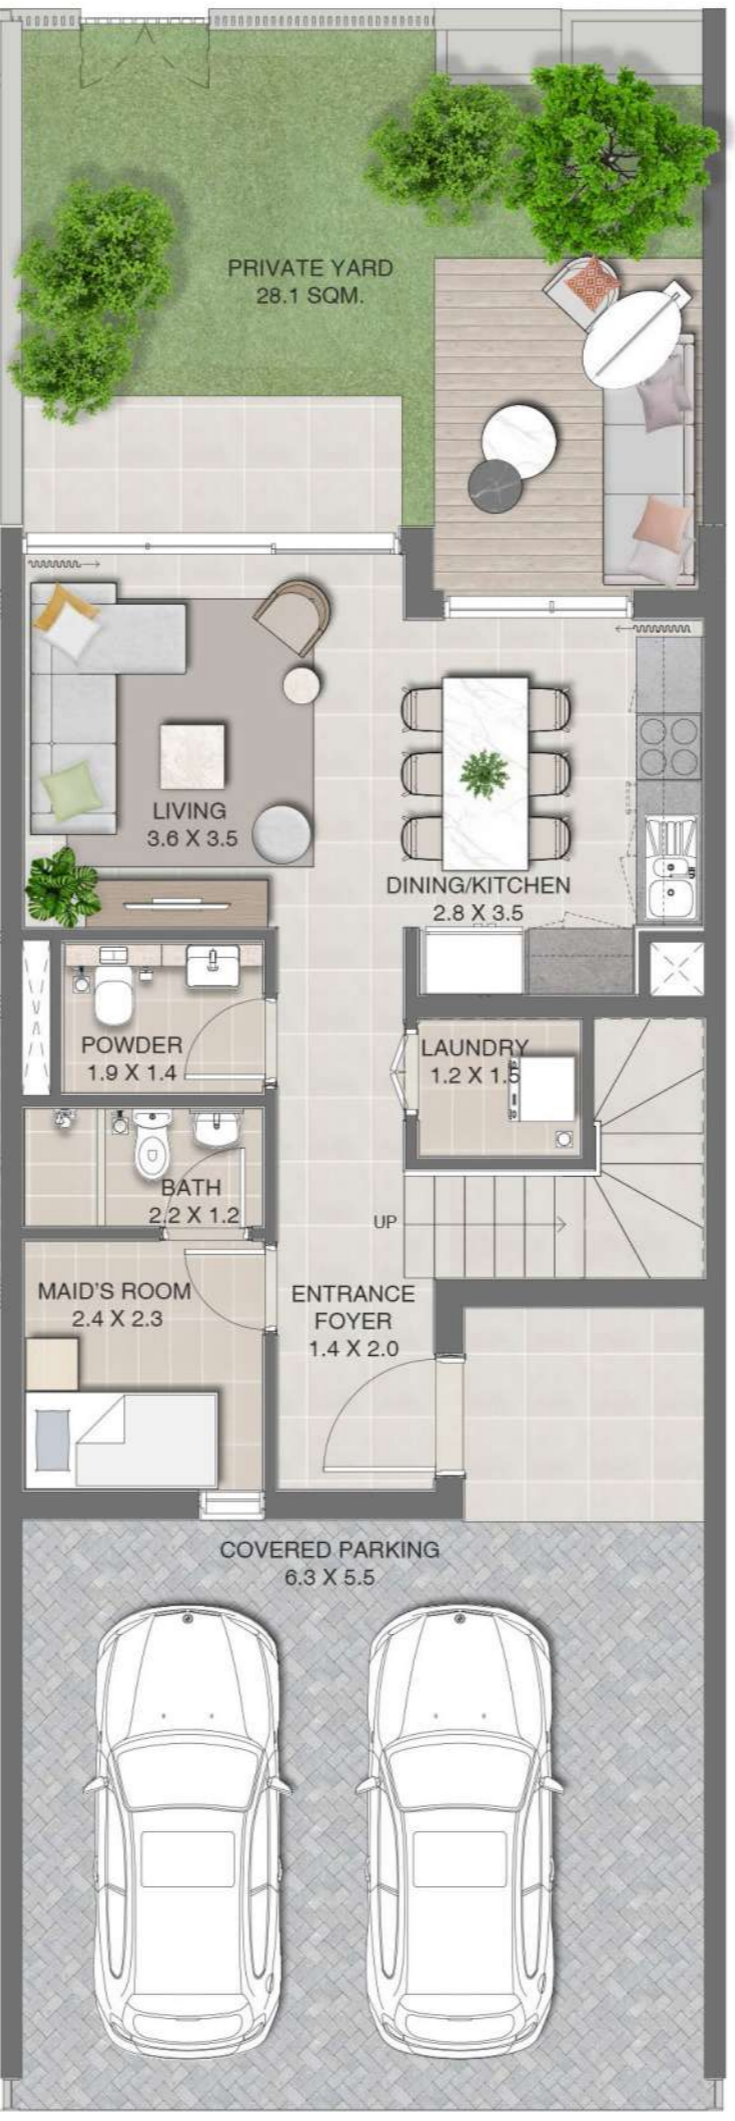 PRIVATE YARD
28.1 SQM.
LIVING
3.6 X 3.5
DINING/KITCHEN
2.8 X 3.5
POWDER
1.9 X 1.4
LAUNDRY
1.2 X 1.5
BATH
2.2 X 1.2
UP
MAID'S ROOM
2.4 X 2.3
ENTRANCE
FOYER
1.4 X 2.0
COVERED PARKING
6.3 X 5.5